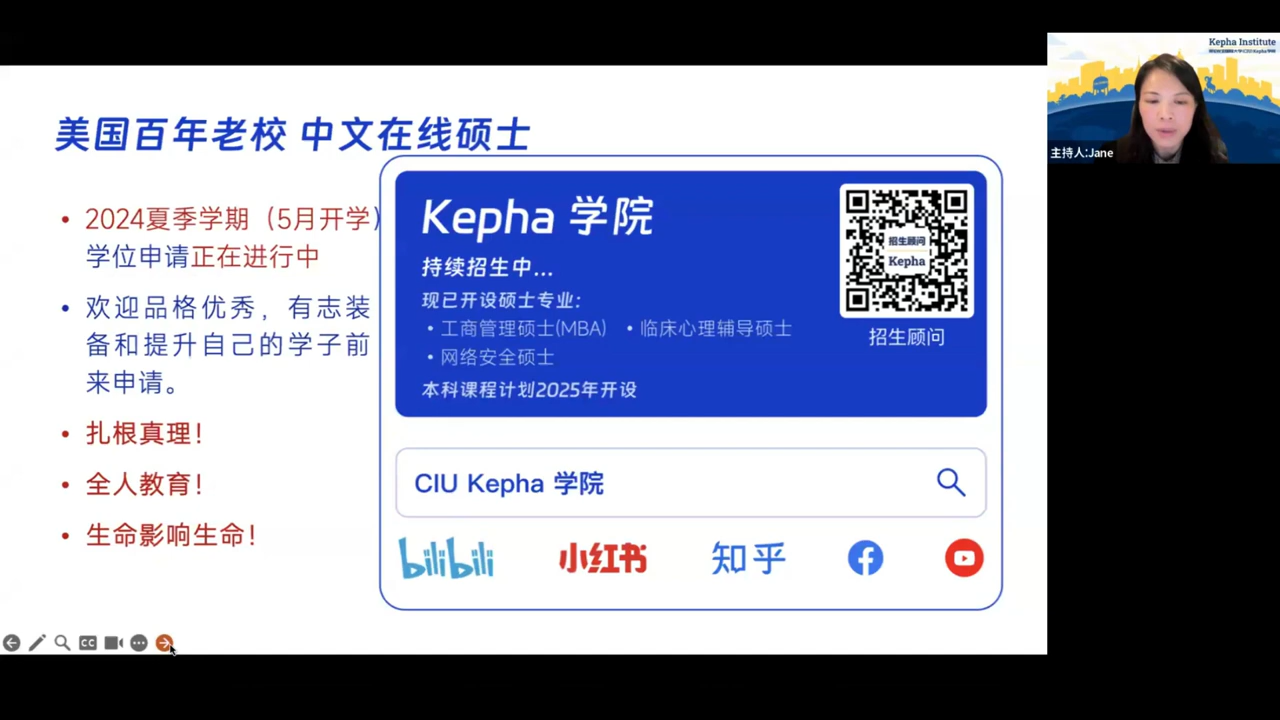 美国百年老校 中文在线硕士
• 2024夏季学期（5月开学）
学位申请正在进行中
• 欢迎品格优秀，有志装
备和提升自己的学子前
来申请。
• 扎根真理！
• 全人教育！
• 生命影响生命！
Kepha 学院
持续招生中...
现已开设硕士专业:
• 工商管理硕士(MBA) • 临床心理辅导硕士
• 网络安全硕士
本科课程计划2025年开设
招生顾问
Kepha
招生顾问
CIU Kepha 学院
bilibili 小红书 知乎
CC
Kepha Institute
主持人:Jane